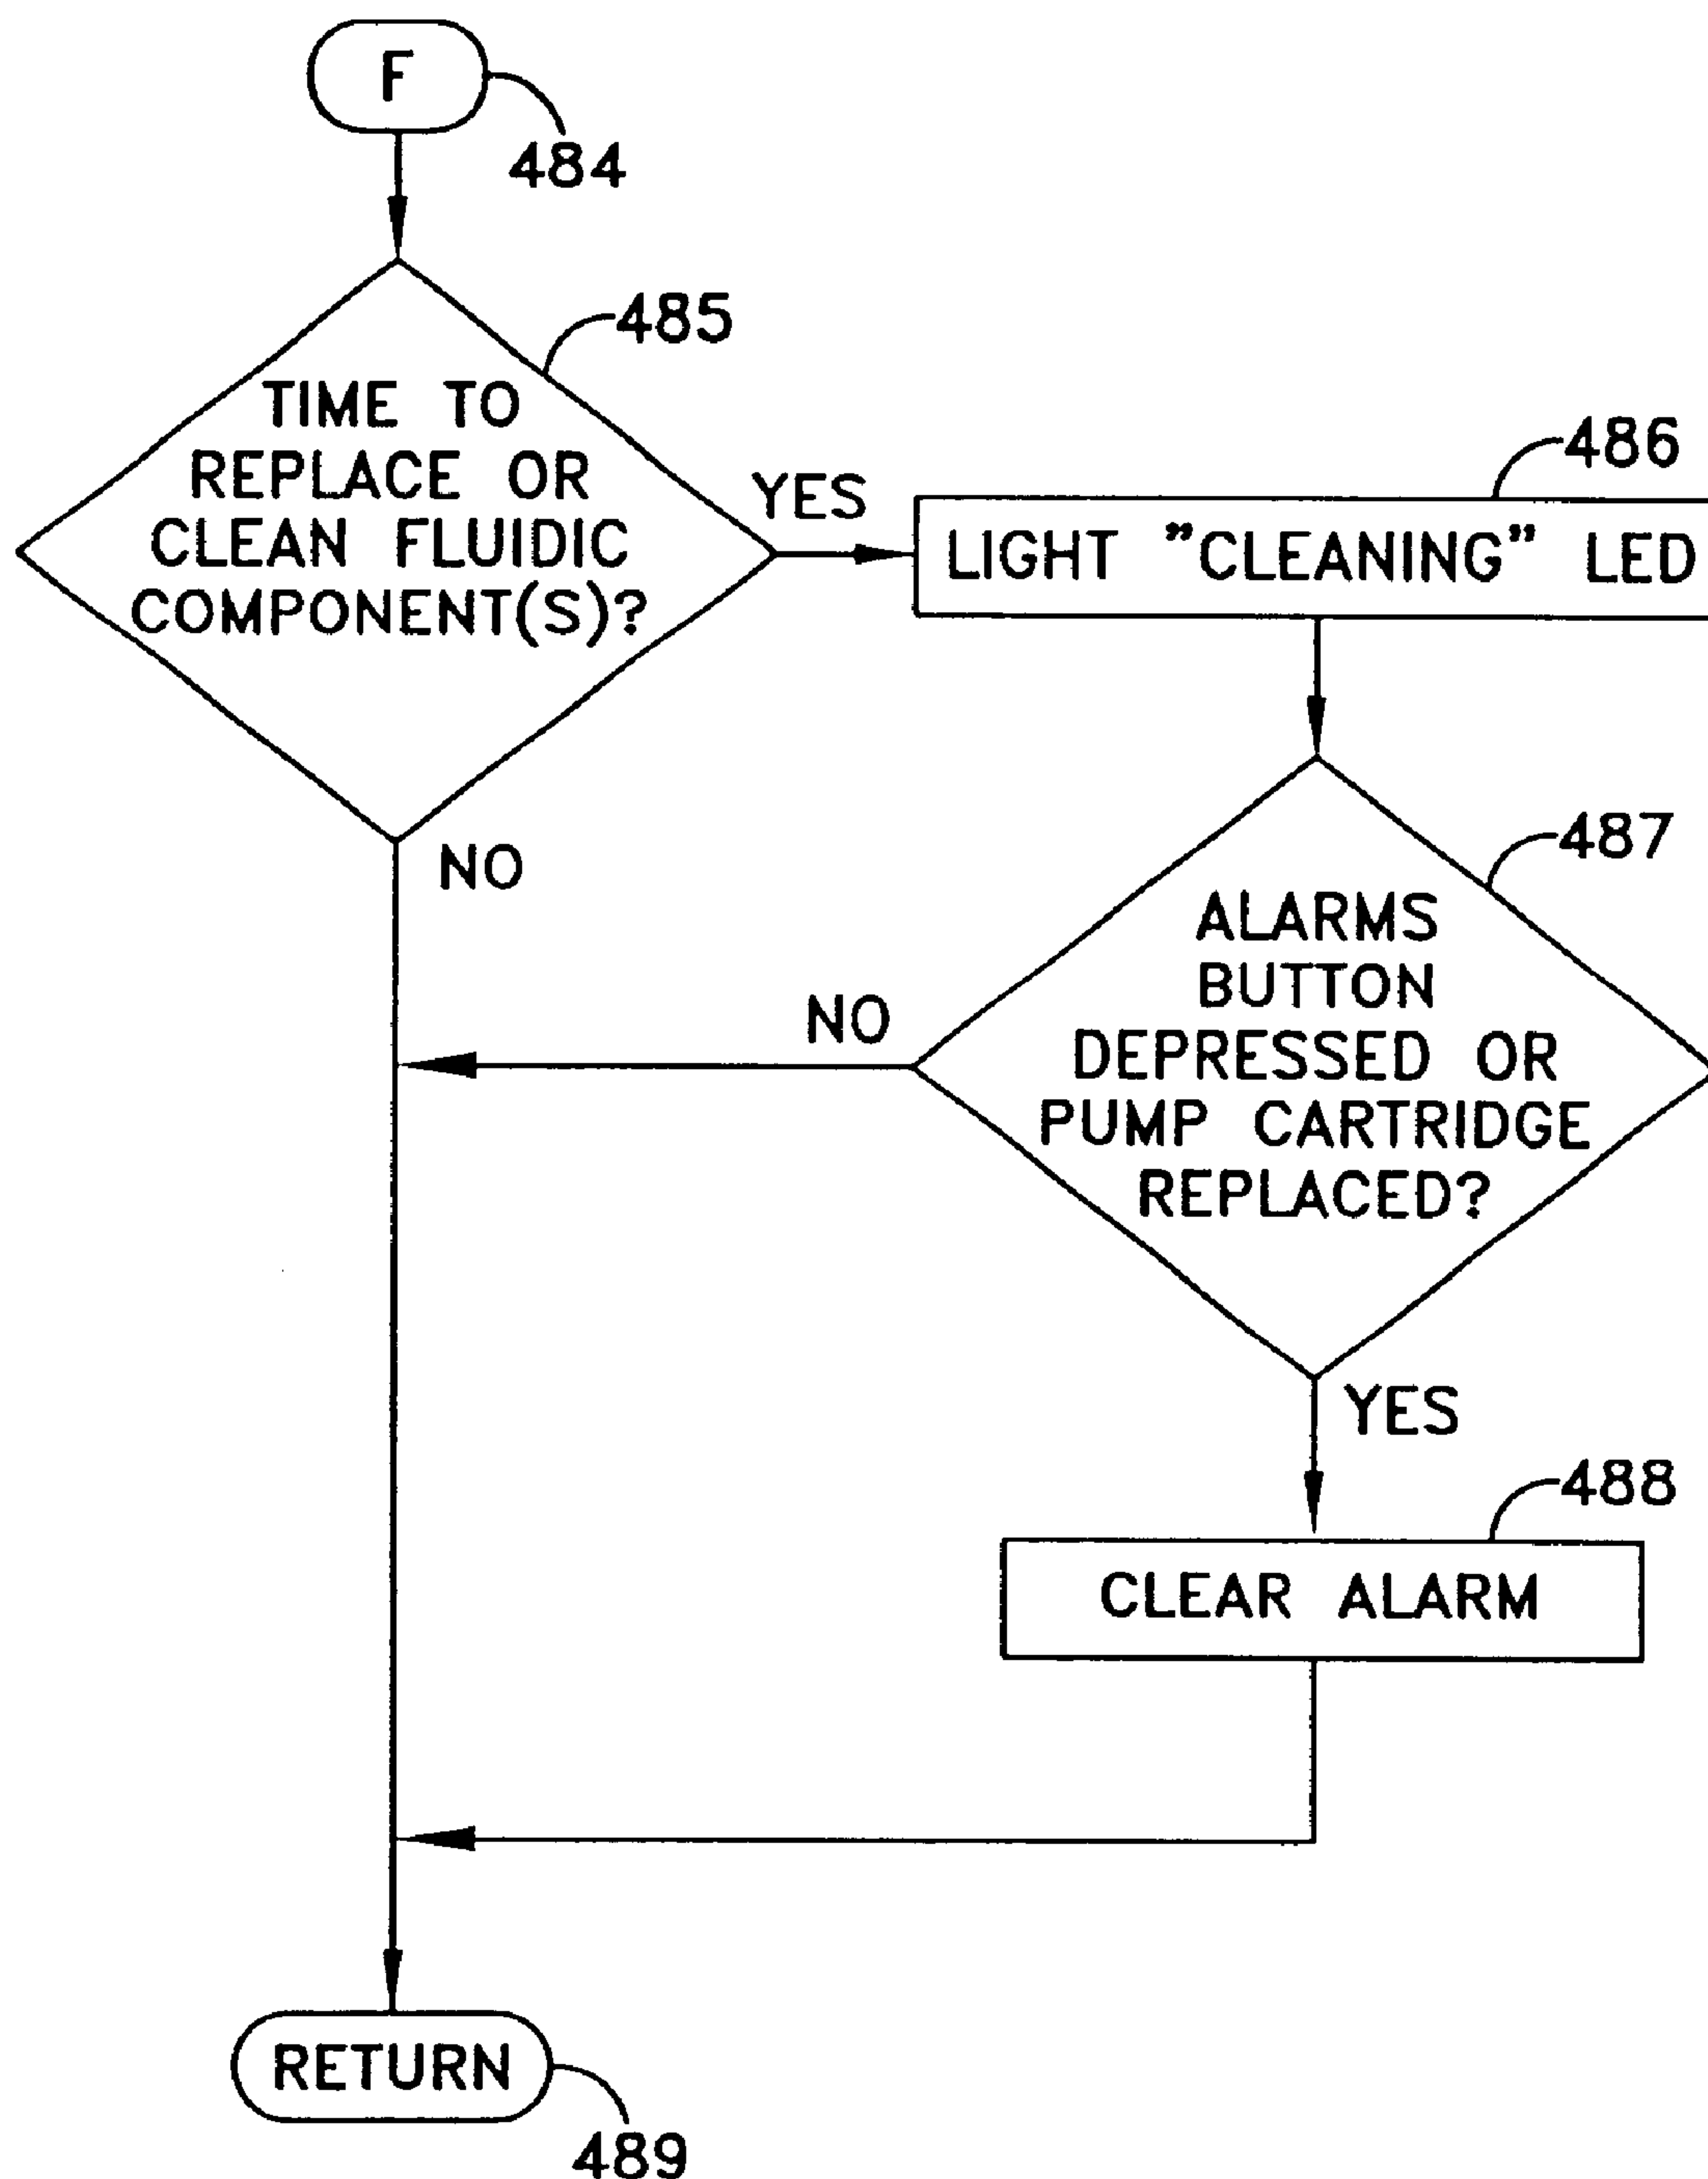 F
484
485
TIME TO
REPLACE OR
CLEAN FLUIDIC
COMPONENT(S)?
YES
486
LIGHT ”CLEANING” LED
NO
487
ALARMS
BUTTON
DEPRESSED OR
PUMP CARTRIDGE
REPLACED?
NO
YES
488
CLEAR ALARM
RETURN
489